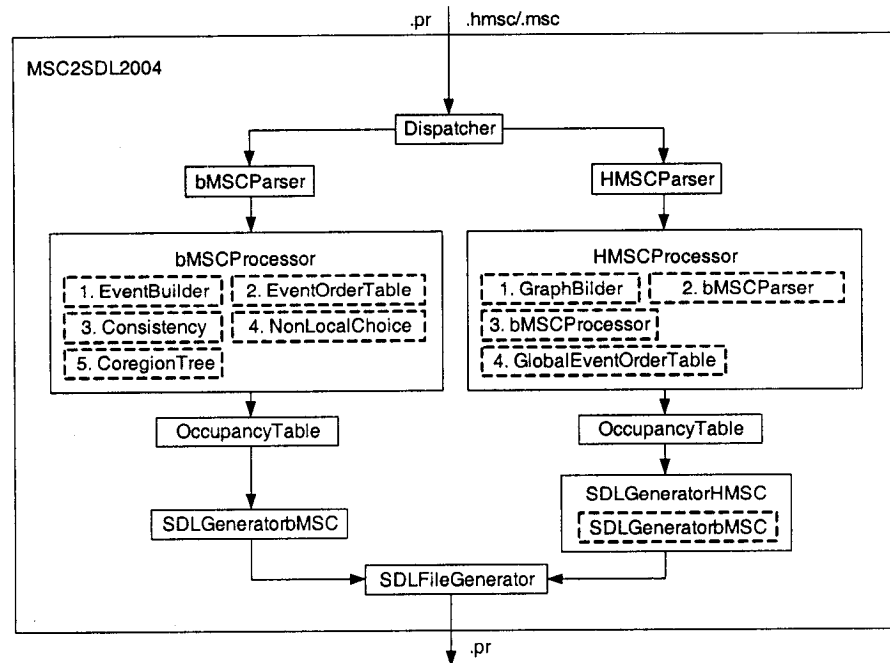 .pr .hmsc/.msc
MSC2SDL2004
Dispatcher
bMSCParser
HMSCParser
bMSCProcessor
1. EventBuilder
2. EventOrderTable
3. Consistency
4. NonLocalChoice
5. CoregionTree
HMSCProcessor
1. GraphBilder
2. bMSCParser
3. bMSCProcessor
4. GlobalEventOrderTable
OccupancyTable
OccupancyTable
SDLGeneratorbMSC
SDLGeneratorHMSC
SDLGeneratorbMSC
SDLFileGenerator
.pr